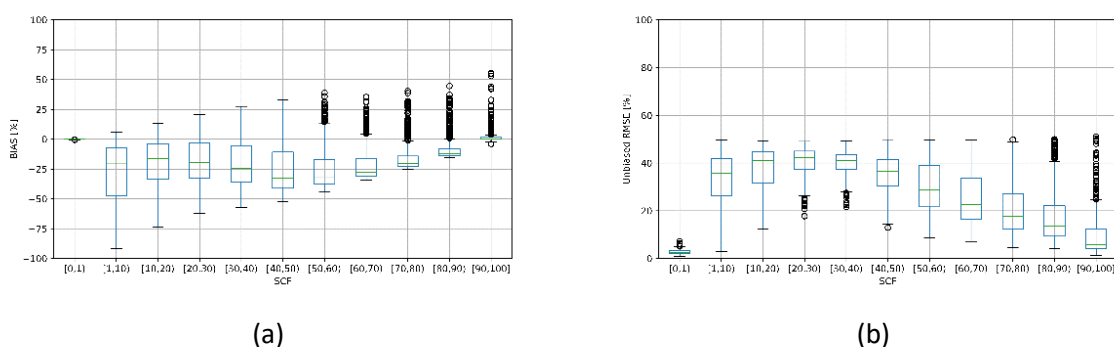 100
75
50
25
0
−25
−50
−75
−100
BIAS [%]
[0,1) [1,10) [10,20) [20,30) [30,40) [40,50) [50,60) [60,70) [70,80) [80,90) [90,100]
SCF
(a)
100
80
60
40
20
0
Unbiased RMSE [%]
[0,1) [1,10) [10,20) [20,30) [30,40) [40,50) [50,60) [60,70) [70,80) [80,90) [90,100]
SCF
(b)